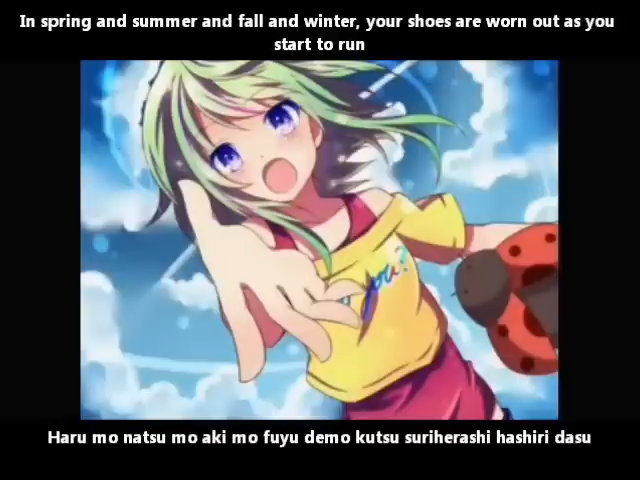 In spring and summer and fall and winter, your shoes are worn out as you
start to run
Haru mo natsu mo aki mo fuyu demo kutsu suriherashi hashiri dasu